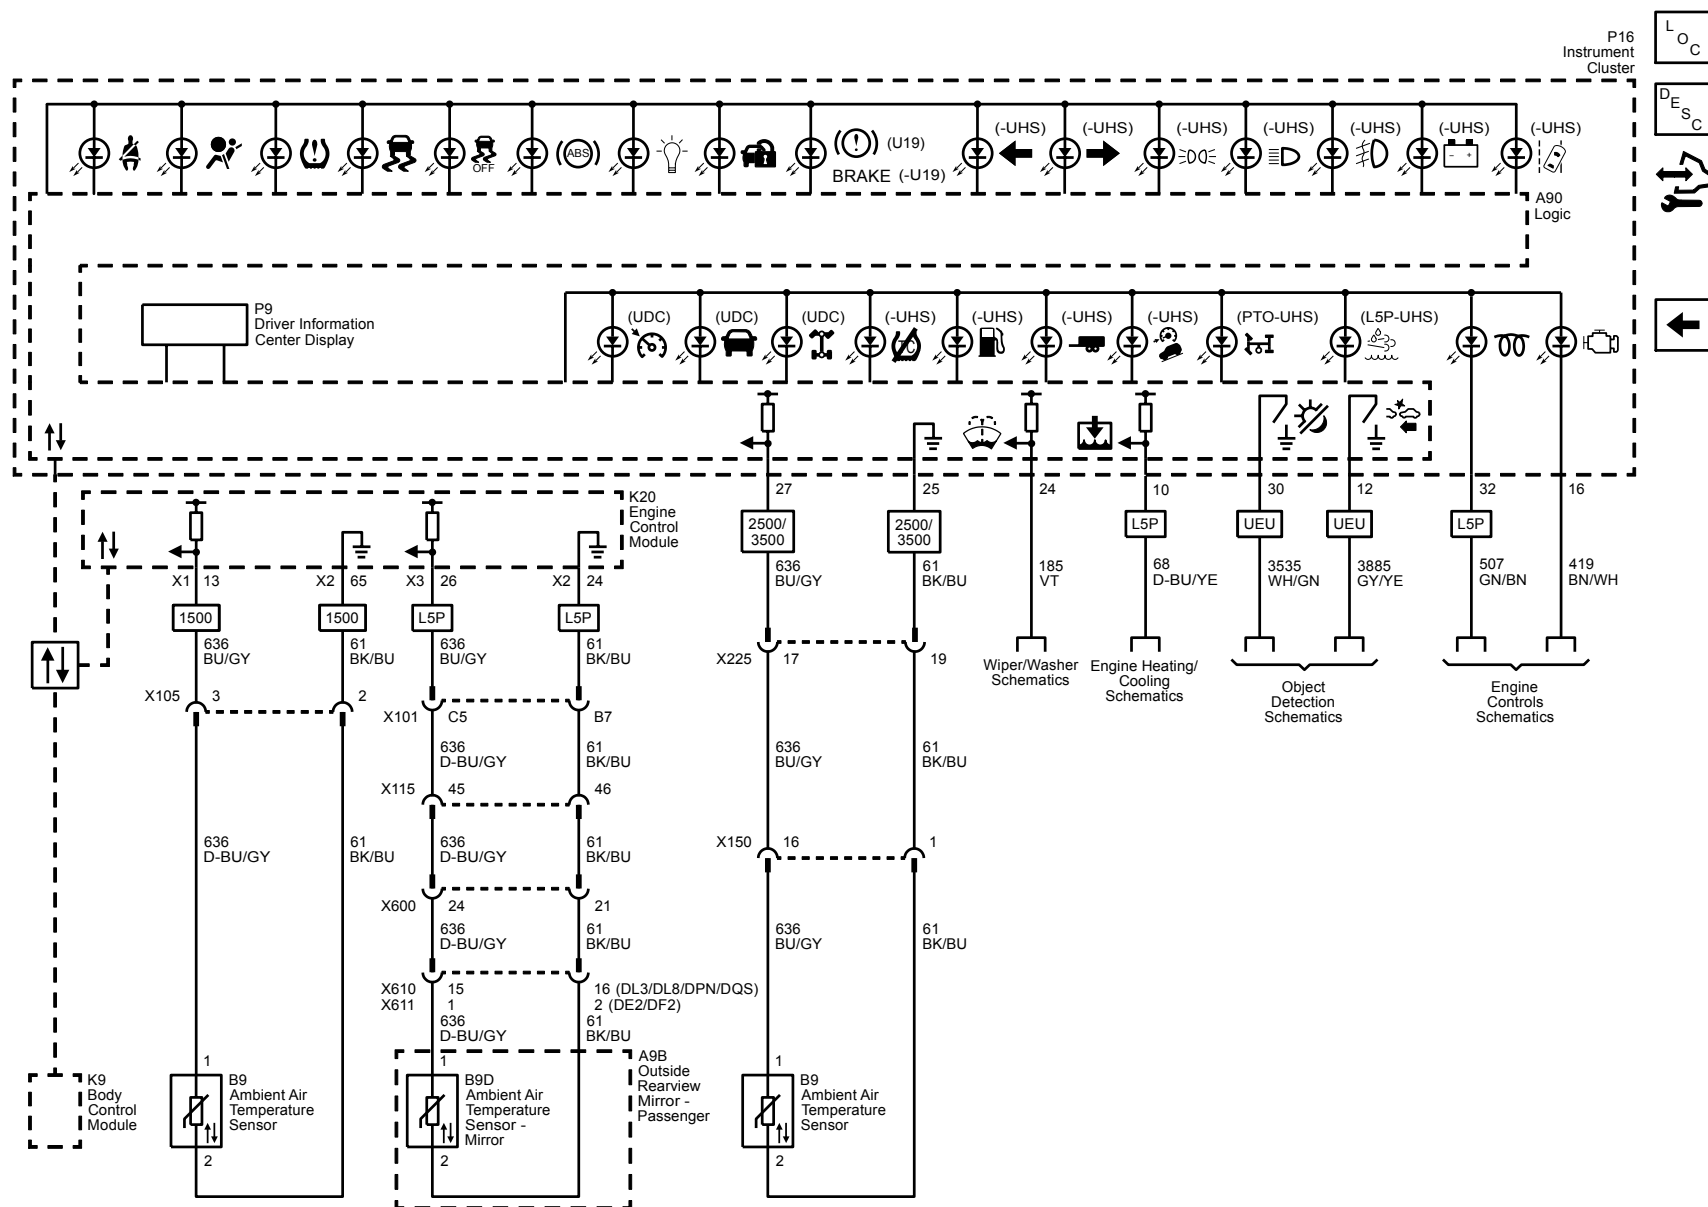 P16
Instrument
Cluster
L
O
C
D
E
S
C
OFF
ABS
(U19)
BRAKE (-U19)
(-UHS)
(-UHS)
(-UHS)
(-UHS)
(-UHS)
(-UHS)
(-UHS)
A90
Logic
P9
Driver Information
Center Display
(UDC)
(UDC)
(UDC)
(-UHS)
TC
(-UHS)
(-UHS)
(-UHS)
(PTO-UHS)
(L5P-UHS)
27
25
24
10
30
12
32
16
K20
Engine
Control
Module
2500/
3500
2500/
3500
L5P
UEU
UEU
L5P
X1 13
X2 65
X3 26
X2 24
636
BU/GY
61
BK/BU
185
VT
68
D-BU/YE
3535
WH/GN
3885
GY/YE
507
GN/BN
419
BN/WH
1500
1500
L5P
L5P
636
BU/GY
61
BK/BU
636
BU/GY
61
BK/BU
X225 17
19
Wiper/Washer
Schematics
Engine Heating/
Cooling
Schematics
Object
Detection
Schematics
Engine
Controls
Schematics
X105 3
2
X101 C5
B7
636
D-BU/GY
61
BK/BU
636
BU/GY
61
BK/BU
X115 45
46
636
D-BU/GY
61
BK/BU
636
D-BU/GY
61
BK/BU
X150 16
1
X600 24
21
636
D-BU/GY
61
BK/BU
636
BU/GY
61
BK/BU
X610 15
16 (DL3/DL8/DPN/DQS)
X611 1
2 (DE2/DF2)
636
D-BU/GY
61
BK/BU
A9B
Outside
Rearview
Mirror -
Passenger
K9
Body
Control
Module
1
B9
Ambient Air
Temperature
Sensor
2
1
B9D
Ambient Air
Temperature
Sensor -
Mirror
2
1
B9
Ambient Air
Temperature
Sensor
2